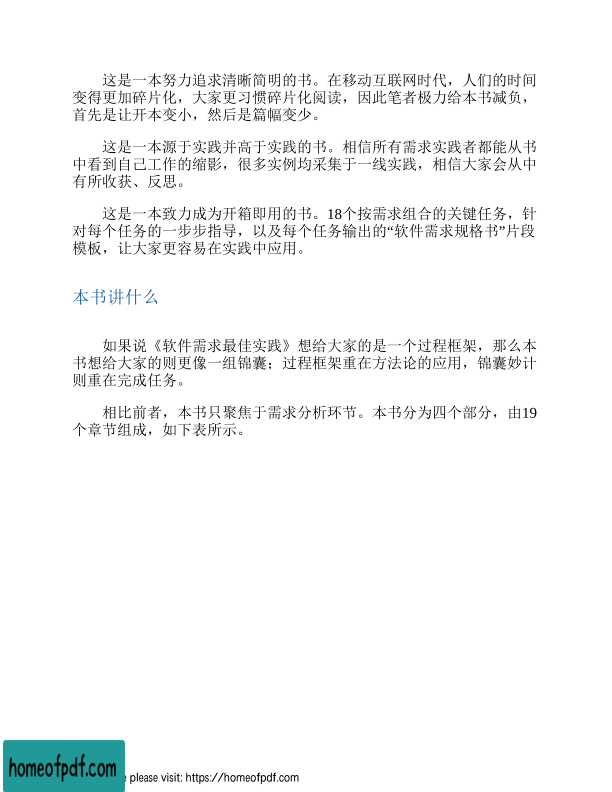 这是一本努力追求清晰简明的书。在移动互联网时代，人们的时间
变得更加碎片化，大家更习惯碎片化阅读，因此笔者极力给本书减负，
首先是让开本变小，然后是篇幅变少。
这是一本源于实践并高于实践的书。相信所有需求实践者都能从书
中看到自己工作的缩影，很多实例均采集于一线实践，相信大家会从中
有所收获、反思。
这是一本致力成为开箱即用的书。18个按需求组合的关键任务，针
对每个任务的一步步指导，以及每个任务输出的“软件需求规格书”片段
模板，让大家更容易在实践中应用。
本书讲什么
如果说《软件需求最佳实践》想给大家的是一个过程框架，那么本
书想给大家的则更像一组锦囊；过程框架重在方法论的应用，锦囊妙计
则重在完成任务。
相比前者，本书只聚焦于需求分析环节。本书分为四个部分，由19
个章节组成，如下表所示。
homeofpdf.com
e please visit: https://homeofpdf.com